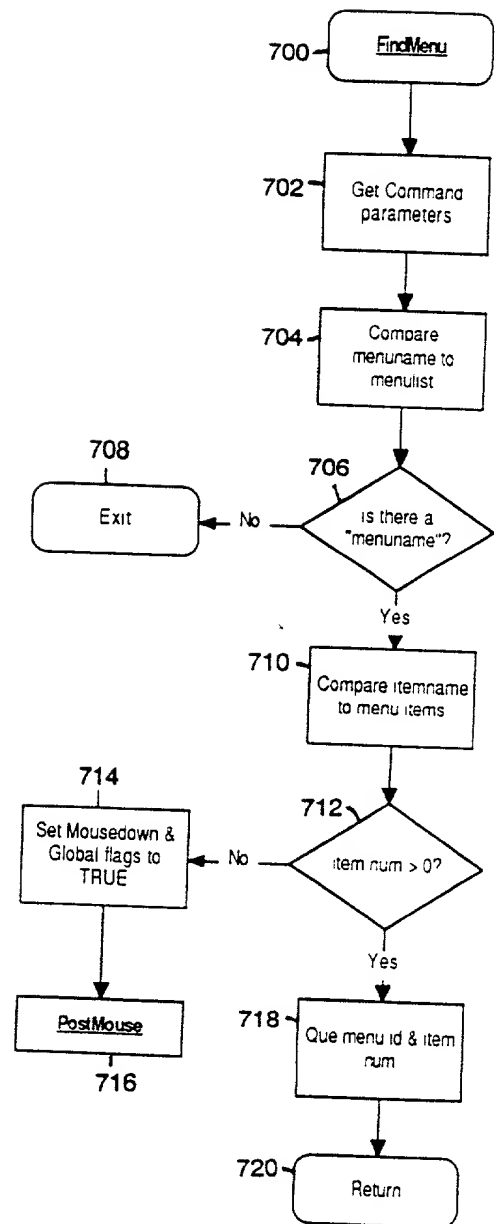 700
FindMenu
702
Get Command
parameters
704
Compare
menuname to
menulist
708
Exit
No
706
is there a
"menuname"?
Yes
710
Compare itemname
to menu items
714
Set Mousedown &
Global flags to
TRUE
No
712
item num > 0?
Yes
PostMouse
716
718
Que menu id & item
num
720
Return